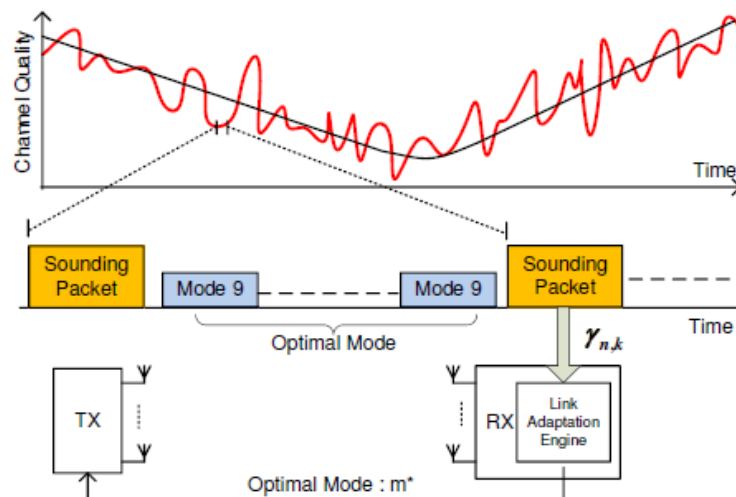 Channel Quality
Time
Sounding
Packet
Mode 9
Mode 9
Sounding
Packet
Time
Optimal Mode
γn,k
TX
RX
Link
Adaptation
Engine
Optimal Mode : m*